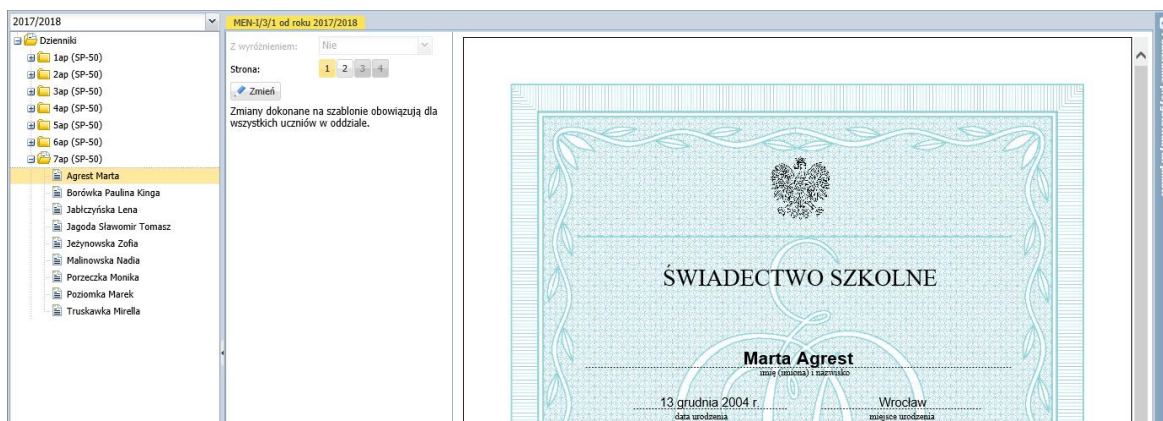 2017/2018
Dzienniki
1ap (SP-50)
2ap (SP-50)
3ap (SP-50)
4ap (SP-50)
5ap (SP-50)
6ap (SP-50)
7ap (SP-50)
Agrest Marta
Borówka Paulina Kinga
Jabłczyńska Lena
Jagoda Sławomir Tomasz
Jeżynowska Zofia
Malinowska Nadia
Porzeczka Monika
Poziomka Marek
Truskawka Mirella
MEN-I/3/1 od roku 2017/2018
Z wyróżnieniem: Nie
Strona: 1 2 3 4
Zmień
Zmiany dokonane na szablonie obowiązują dla
wszystkich uczniów w oddziale.
ŚWIADECTWO SZKOLNE
Marta Agrest
imię (imiona) i nazwisko
13 grudnia 2004 r. Wrocław
data urodzenia miejsce urodzenia